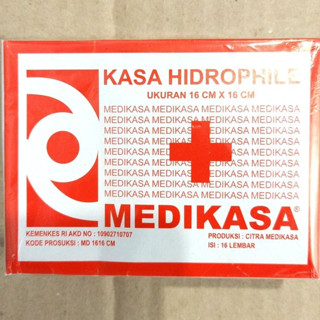 KASA HIDROPHILE
UKURAN 16 CM X 16 CM
MEDIKASA MEDIKASA MEDIKASA MEDIKASA
MEDIKASA MEDIKASA MEDIKASA MEDIKASA
MEDIKASA MEDIKASA MEDIKASA
MEDIKASA MEDIKASA MEDIKASA
MEDIKASA MEDIKASA MEDIKASA
MEDIKASA MEDIKASA MEDIKASA MEDIKASA
MEDIKASA MEDIKASA MEDIKASA MEDIKASA
MEDIKASA®
KEMENKES RI AKD NO : 10902710707
PRODUKSI : CITRA MEDIKASA
KODE PROSUKSI : MD 1616 CM
ISI : 16 LEMBAR